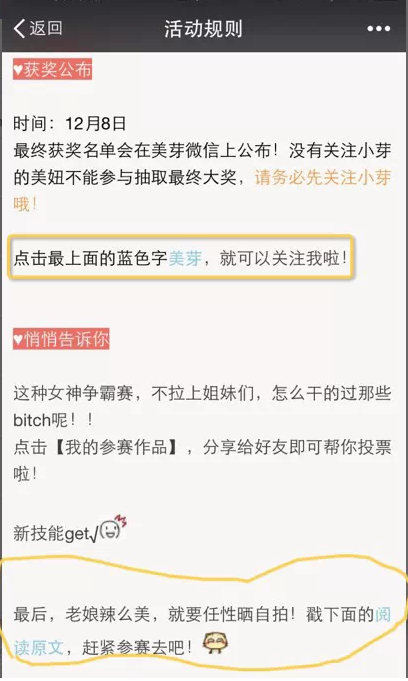 返回
活动规则
♥获奖公布
时间：12月8日
最终获奖名单会在美芽微信上公布！没有关注小芽
的美妞不能参与抽取最终大奖，请务必先关注小芽
哦！
点击最上面的蓝色字美芽，就可以关注我啦！
♥悄悄告诉你
这种女神争霸赛，不拉上姐妹们，怎么干的过那些
bitch呢！！
点击【我的参赛作品】，分享给好友即可帮你投票
啦！
新技能get√
最后，老娘辣么美，就要任性晒自拍！戳下面的阅
读原文，赶紧参赛去吧！